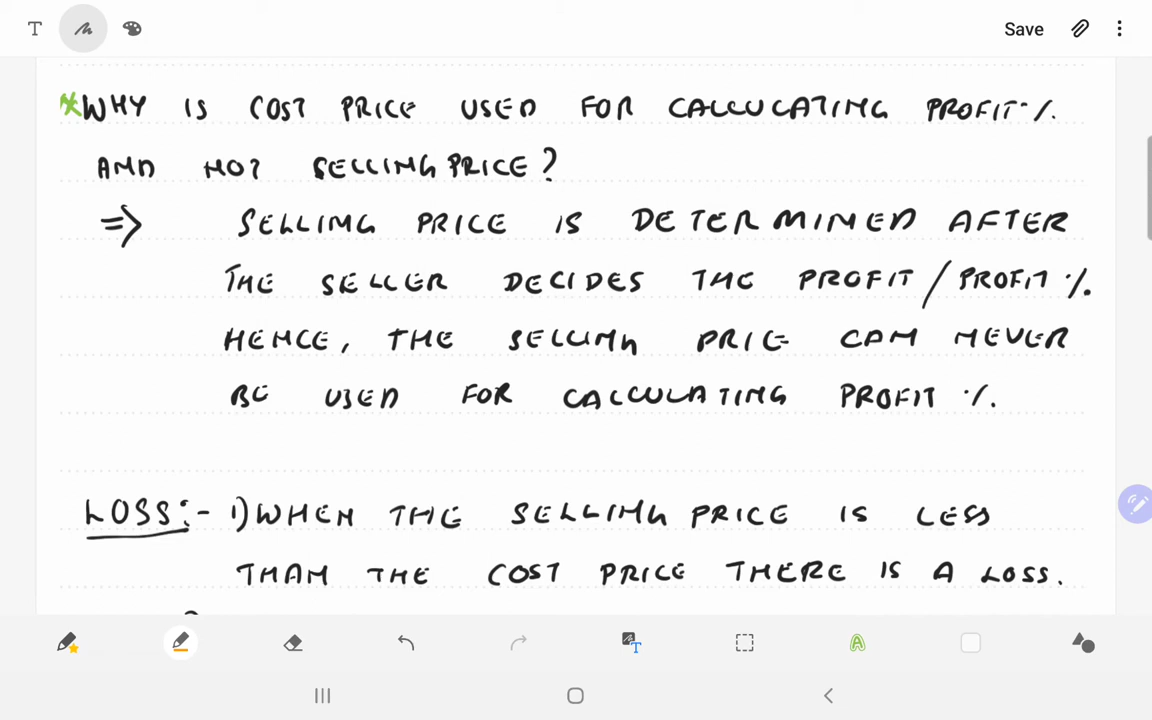 T Save
*WHY IS COST PRICE USED FOR CALCULATING PROFIT %
AND NOT SELLING PRICE?
=> SELLING PRICE IS DETERMINED AFTER
THE SELLER DECIDES THE PROFIT / PROFIT %.
HENCE, THE SELLING PRICE CAN NEVER
BE USED FOR CALCULATING PROFIT %.
LOSS:- 1) WHEN THE SELLING PRICE IS LESS
THAN THE COST PRICE THERE IS A LOSS.